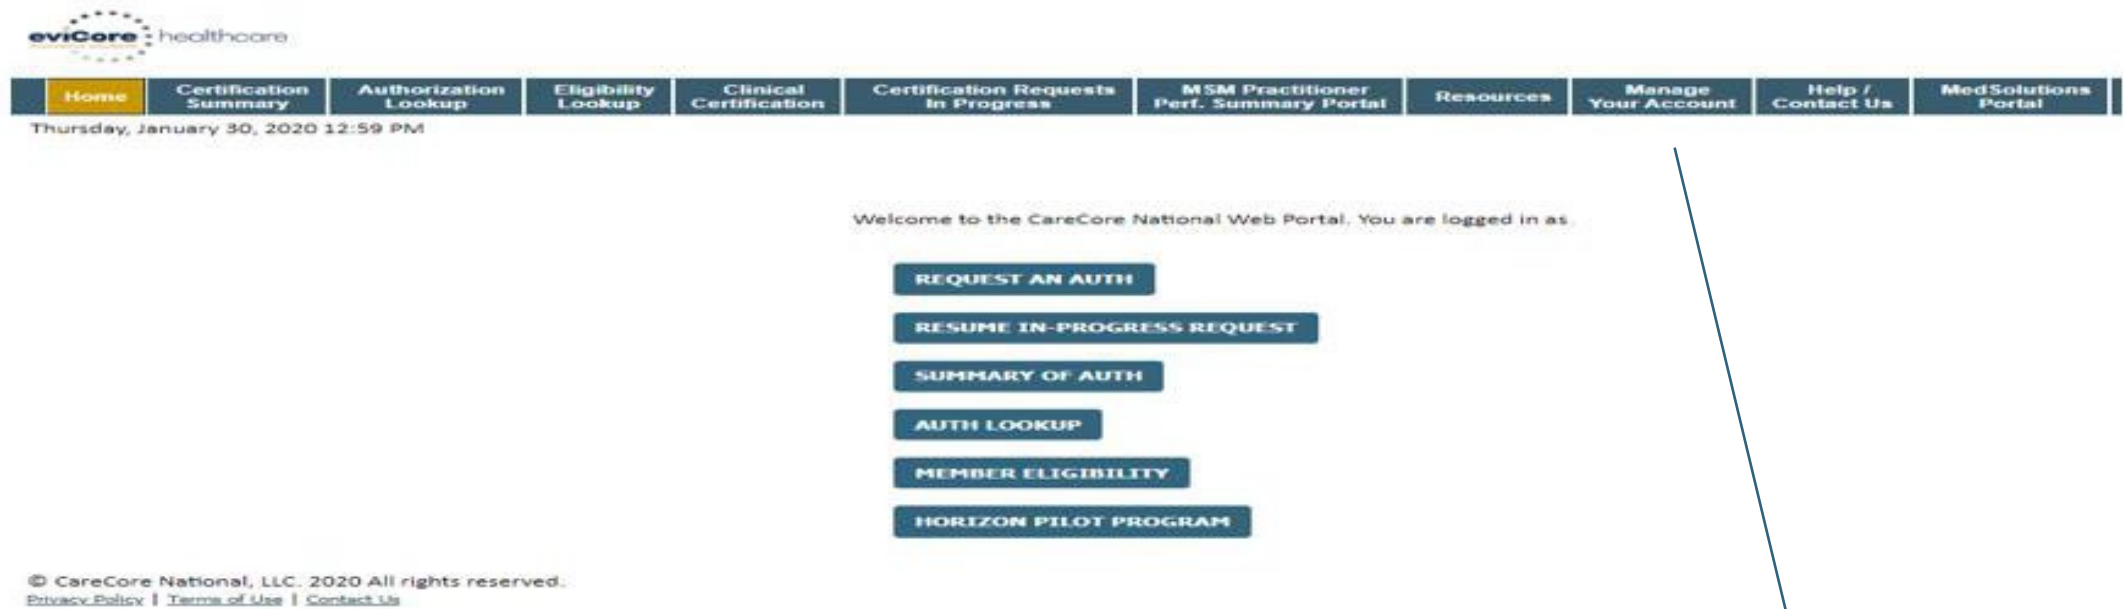 eviCore healthcare
Home
Certification Summary
Authorization Lookup
Eligibility Lookup
Clinical Certification
Certification Requests In Progress
MSM Practitioner Perf. Summary Portal
Resources
Manage Your Account
Help / Contact Us
MedSolutions Portal
Thursday, January 30, 2020 12:59 PM
Welcome to the CareCore National Web Portal. You are logged in as
REQUEST AN AUTH
RESUME IN-PROGRESS REQUEST
SUMMARY OF AUTH
AUTH LOOKUP
MEMBER ELIGIBILITY
HORIZON PILOT PROGRAM
© CareCore National, LLC. 2020 All rights reserved.
Privacy Policy | Terms of Use | Contact Us